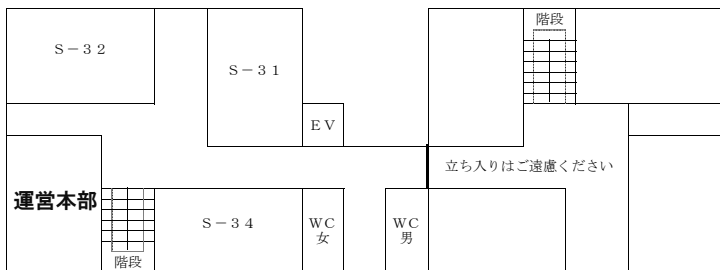 階段
Ｓ－３２
Ｓ－３１
ＥＶ
立ち入りはご遠慮ください
運営本部
Ｓ－３４
ＷＣ
女
ＷＣ
男
階段